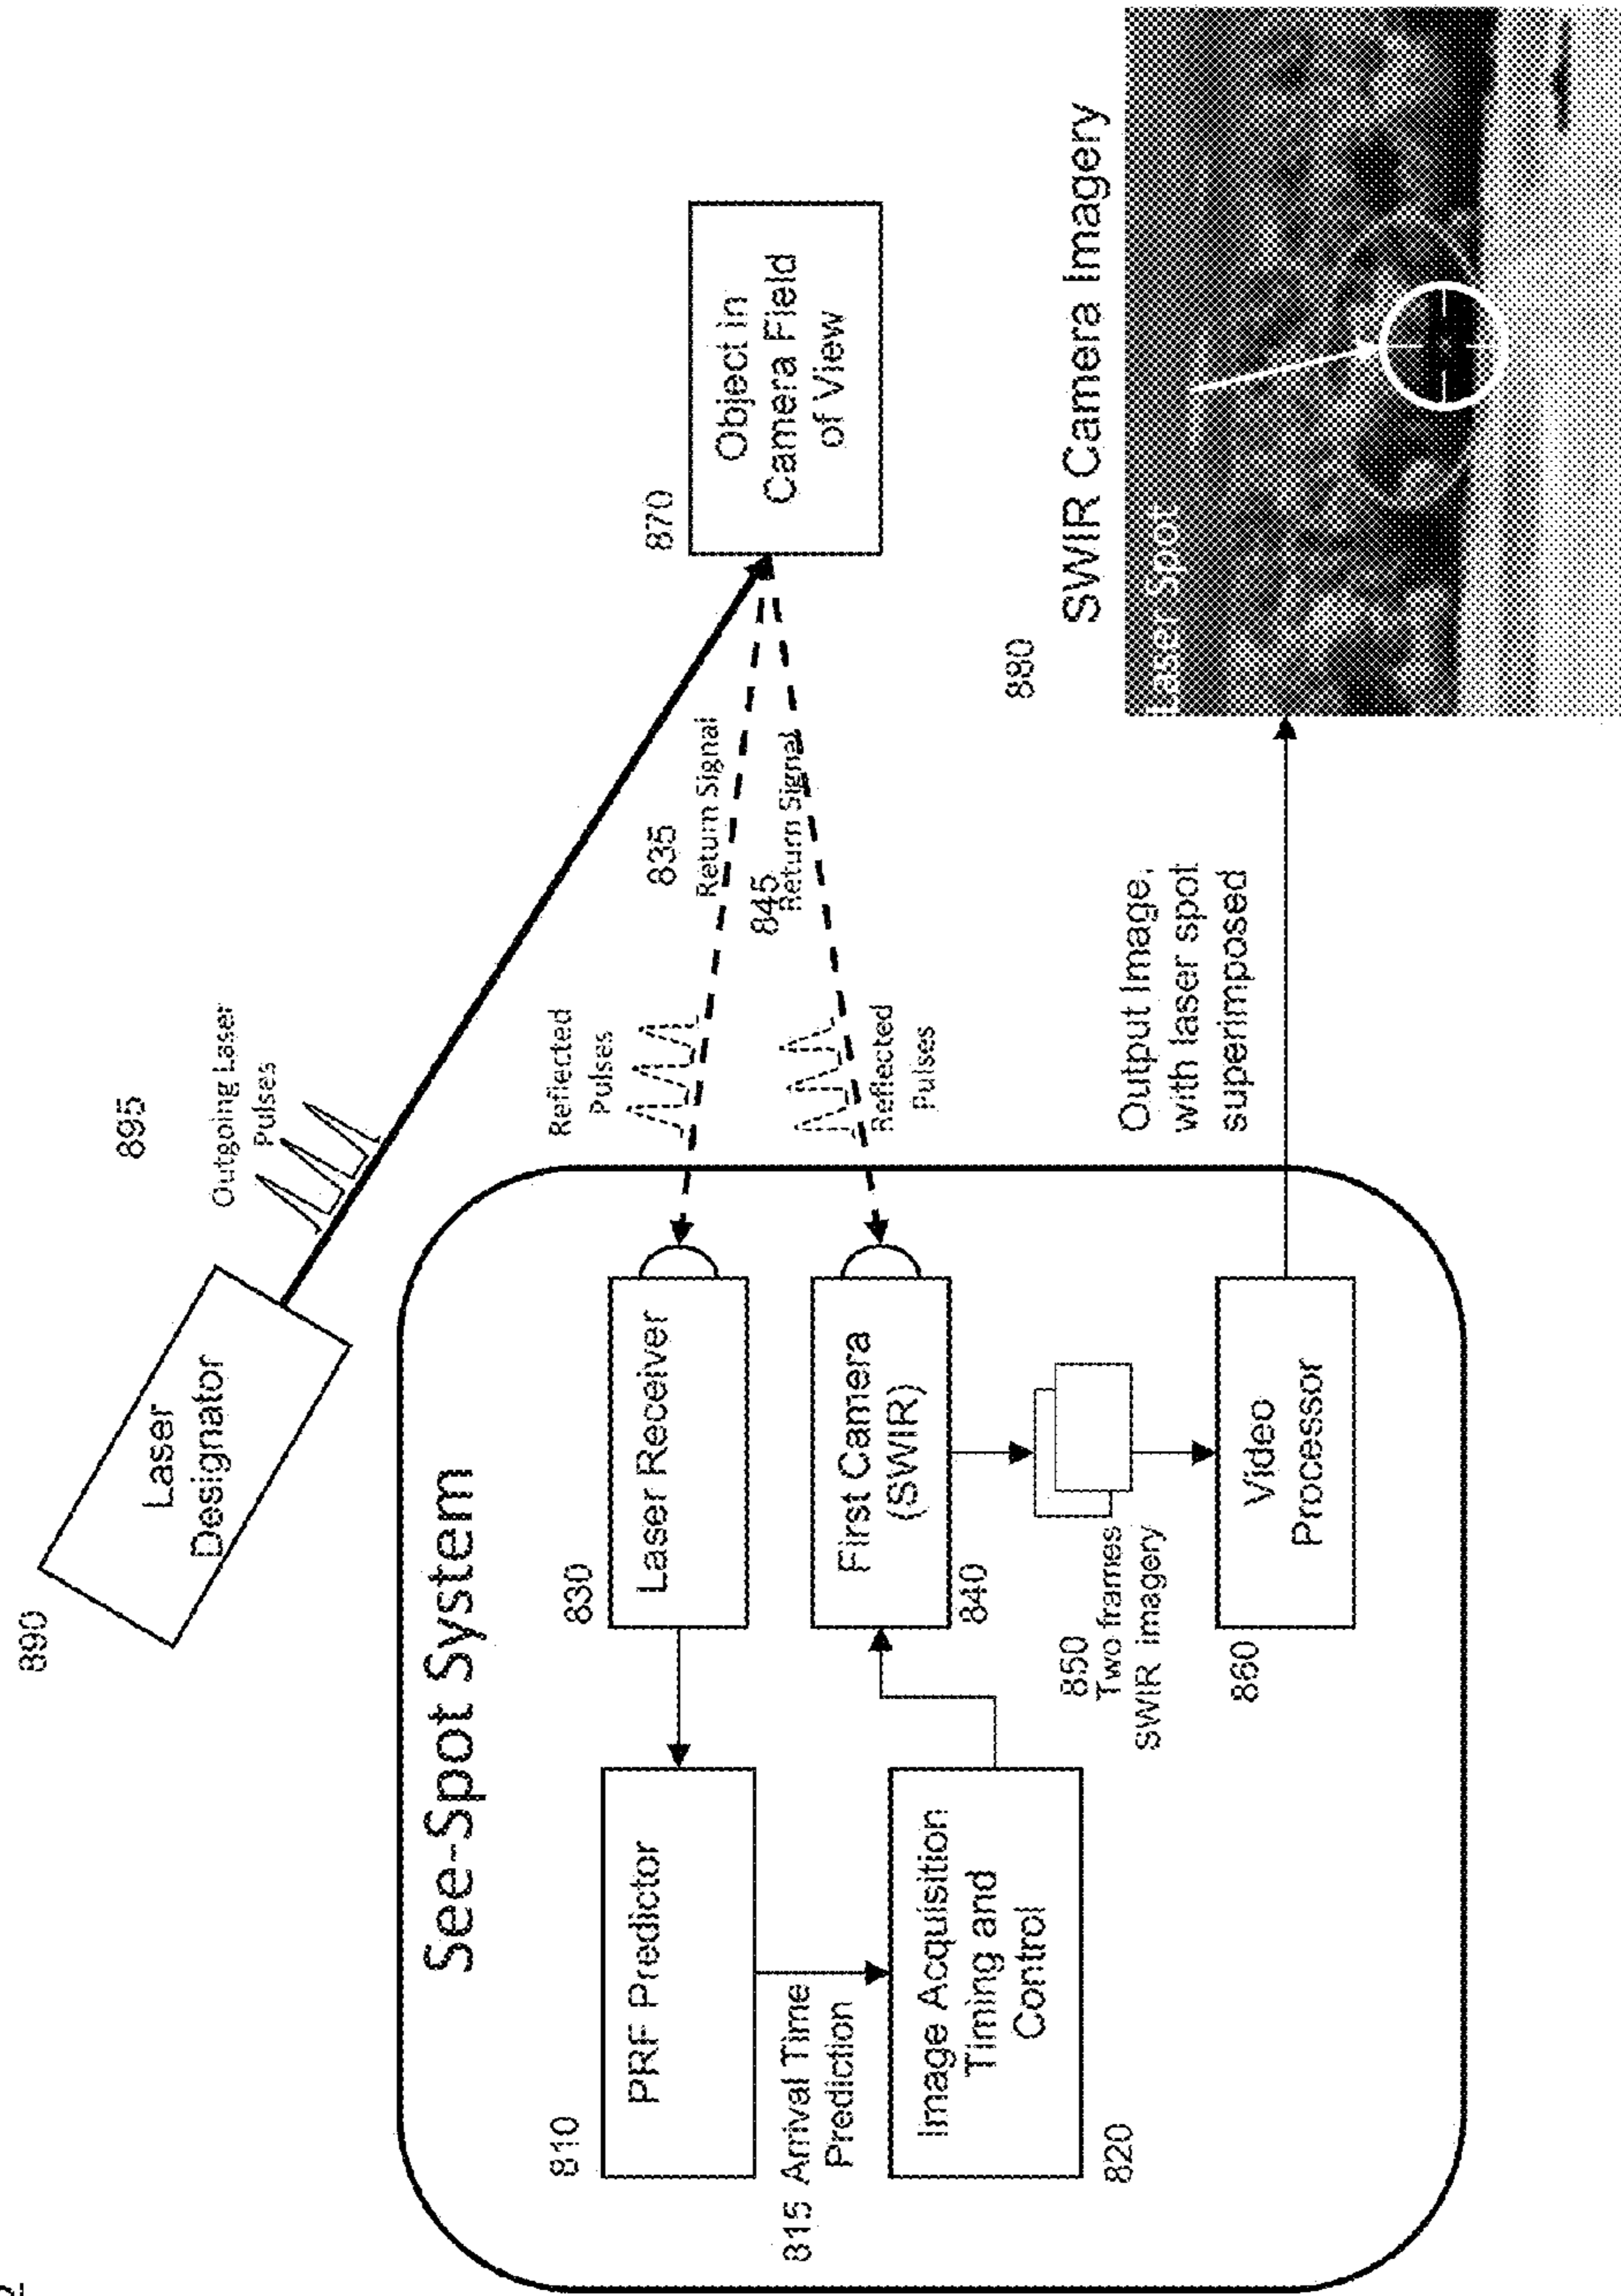 890
Laser
Designator
895
Outgoing Laser
Pulses
See-Spot System
810
PRF Predictor
815 Arrival Time
Prediction
Image Acquisition
Timing and
Control
820
830
Laser Receiver
First Camera
(SWIR)
840
850
Two frames
SWIR imagery
860
Video
Processor
Reflected
Pulses
835
Return Signal
845
Return Signal
Reflected
Pulses
870
Object in
Camera Field
of View
Output Image,
with laser spot
superimposed
880
SWIR Camera Imagery
Laser Spot